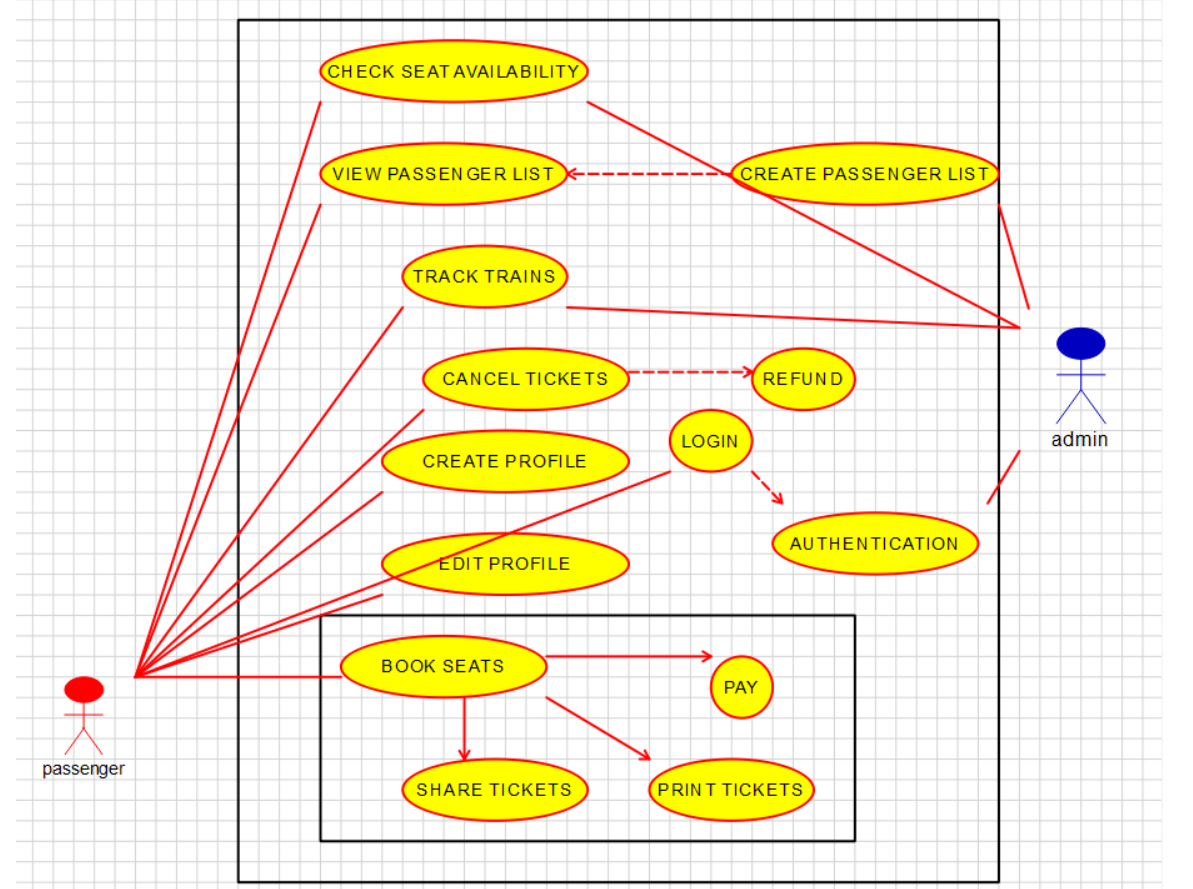 CHECK SEAT AVAILABILITY
VIEW PASSENGER LIST
CREATE PASSENGER LIST
TRACK TRAINS
CANCEL TICKETS
REFUND
LOGIN
admin
CREATE PROFILE
AUTHENTICATION
EDIT PROFILE
BOOK SEATS
PAY
passenger
SHARE TICKETS
PRINT TICKETS